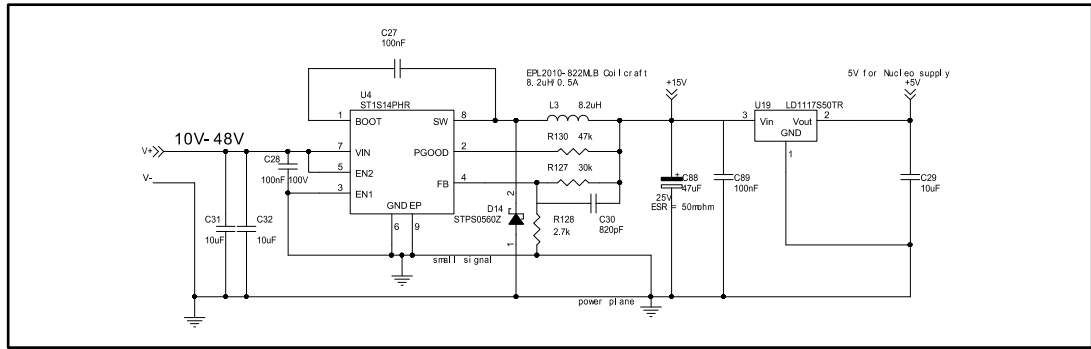 C27
100nF
EPL2010-822MLB Coilcraft
8.2uH/0.5A
+15V
5V for Nucleo supply
+5V
U4
ST1S14PHR
L3 8.2uH
U19 LD1117S50TR
1 BOOT SW 8
3 Vin Vout 2
GND
1
10V-48V
R130 47k
V+ 7 VIN PGOOD 2
C28
100nF 100V
5 EN2
R127 30k
V- 3 EN1 FB 4
C88
47uF
+
25V
ESR = 50mohm
C89
100nF
C29
10uF
GND EP
6 9
2
D14
STPS0560Z
1
R128
2.7k
C30
820pF
C31
10uF
C32
10uF
small signal
power plane